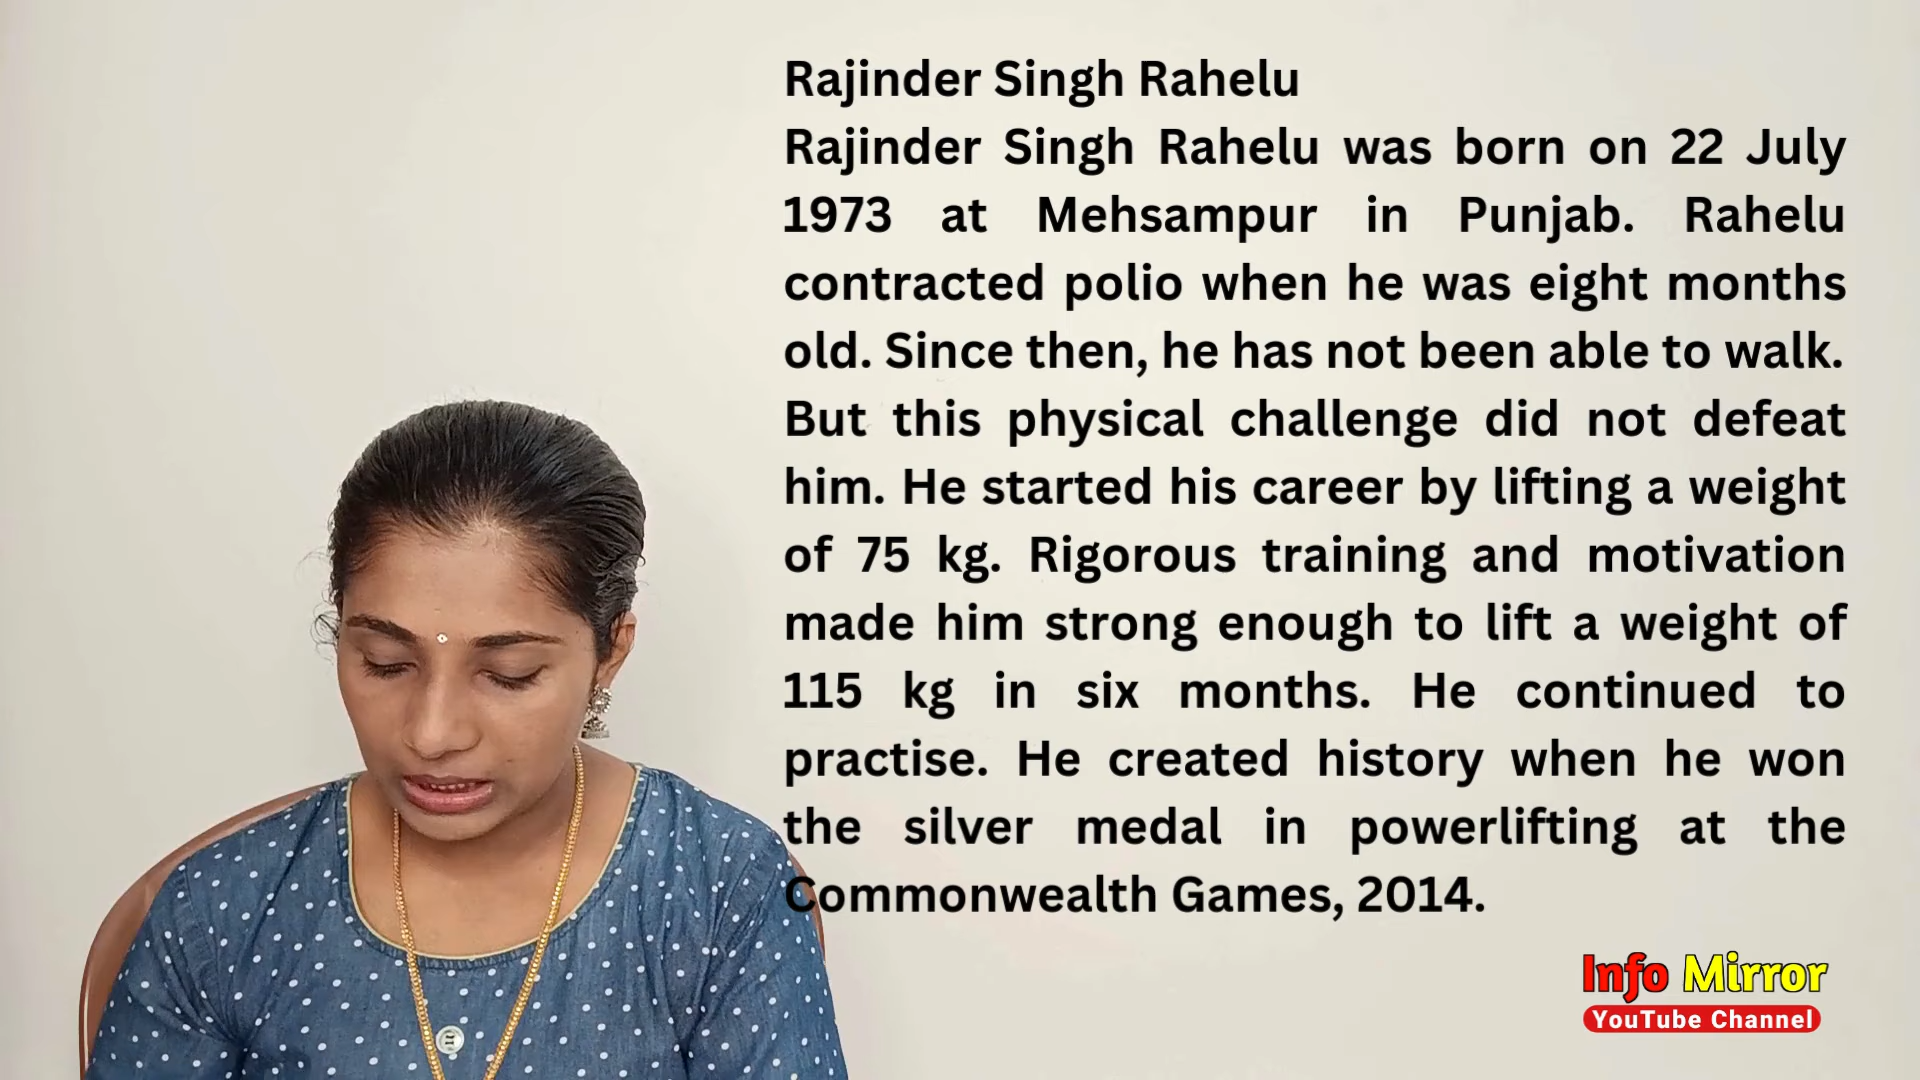 Rajinder Singh Rahelu
Rajinder Singh Rahelu was born on 22 July
1973 at Mehsampur in Punjab. Rahelu
contracted polio when he was eight months
old. Since then, he has not been able to walk.
But this physical challenge did not defeat
him. He started his career by lifting a weight
of 75 kg. Rigorous training and motivation
made him strong enough to lift a weight of
115 kg in six months. He continued to
practise. He created history when he won
the silver medal in powerlifting at the
Commonwealth Games, 2014.
Info Mirror
YouTube Channel